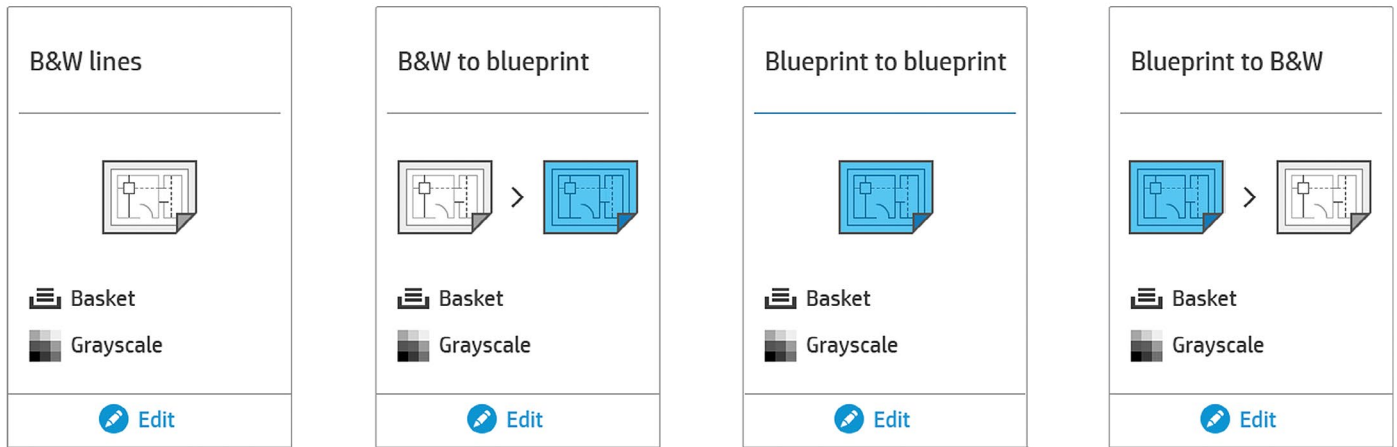 B&W lines
Basket
Grayscale
Edit
B&W to blueprint
Basket
Grayscale
Edit
Blueprint to blueprint
Basket
Grayscale
Edit
Blueprint to B&W
Basket
Grayscale
Edit